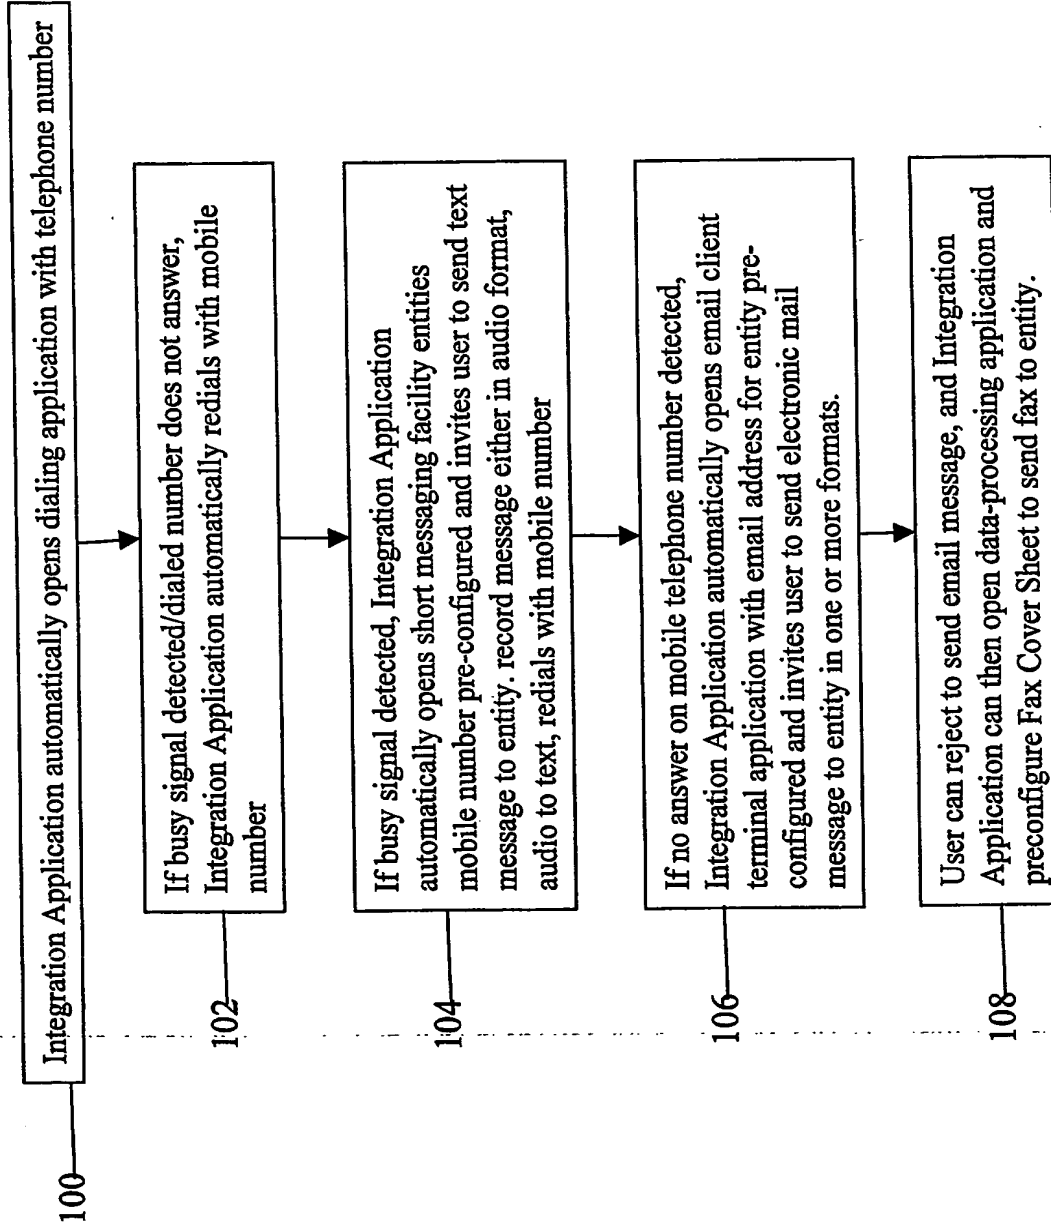 100
Integration Application automatically opens dialing application with telephone number
102
If busy signal detected/dialed number does not answer,
Integration Application automatically redials with mobile
number
104
If busy signal detected, Integration Application
automatically opens short messaging facility entities
mobile number pre-configured and invites user to send text
message to entity. record message either in audio format,
audio to text, redials with mobile number
106
If no answer on mobile telephone number detected,
Integration Application automatically opens email client
terminal application with email address for entity pre-
configured and invites user to send electronic mail
message to entity in one or more formats.
108
User can reject to send email message, and Integration
Application can then open data-processing application and
preconfigure Fax Cover Sheet to send fax to entity.